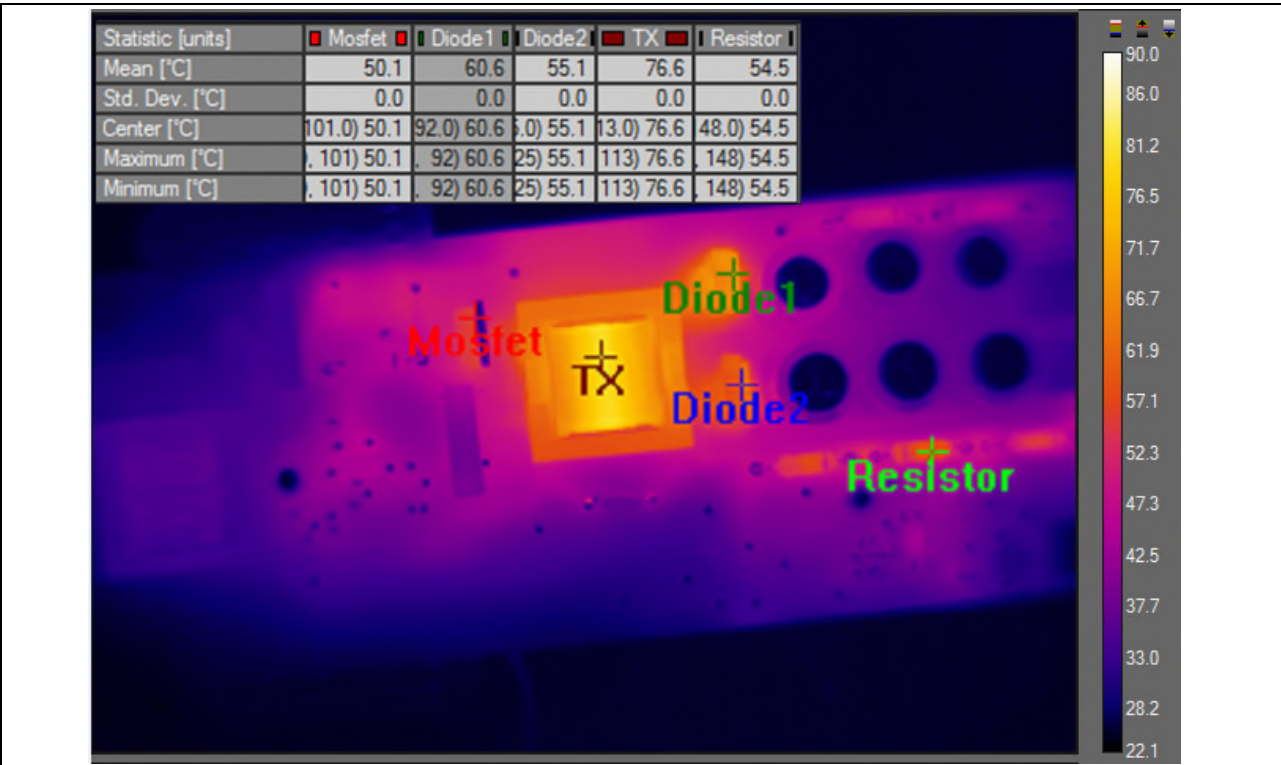 Statistic [units] Mosfet Diode1 Diode2 TX Resistor
Mean [°C] 50.1 60.6 55.1 76.6 54.5
Std. Dev. [°C] 0.0 0.0 0.0 0.0 0.0
Center [°C] 101.0) 50.1 92.0) 60.6 .0) 55.1 13.0) 76.6 48.0) 54.5
Maximum [°C] , 101) 50.1 , 92) 60.6 25) 55.1 113) 76.6 , 148) 54.5
Minimum [°C] , 101) 50.1 , 92) 60.6 25) 55.1 113) 76.6 , 148) 54.5
90.0
86.0
81.2
76.5
71.7
66.7
61.9
57.1
52.3
47.3
42.5
37.7
33.0
28.2
22.1
Diode1
Mosfet
TX
Diode2
Resistor